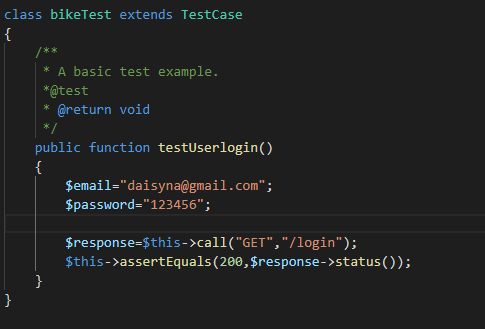 class bikeTest extends TestCase
{
/**
* A basic test example.
*@test
* @return void
*/
public function testUserlogin()
{
$email="daisyna@gmail.com";
$password="123456";
$response=$this->call("GET","/login");
$this->assertEquals(200,$response->status());
}
}